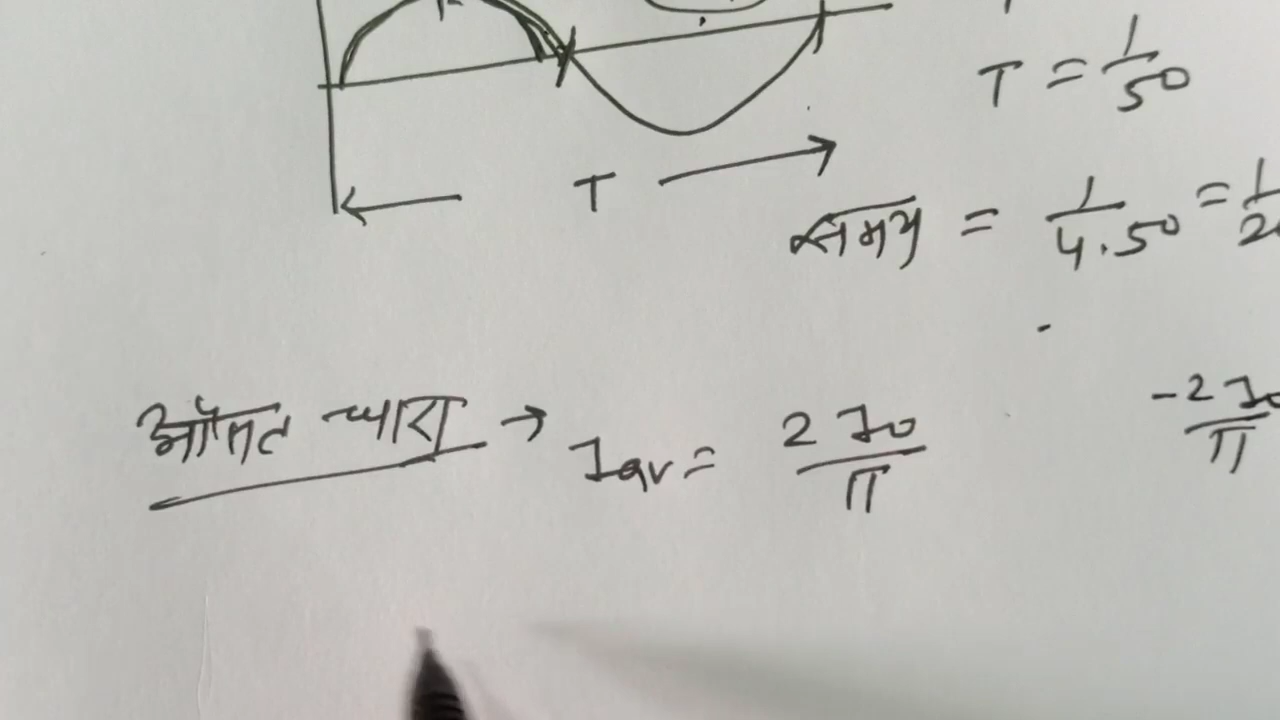 T = 1/50
T
समय = 1/4.50 = 1/2
औसत धारा → Iav = 2I0/π -2I0/π